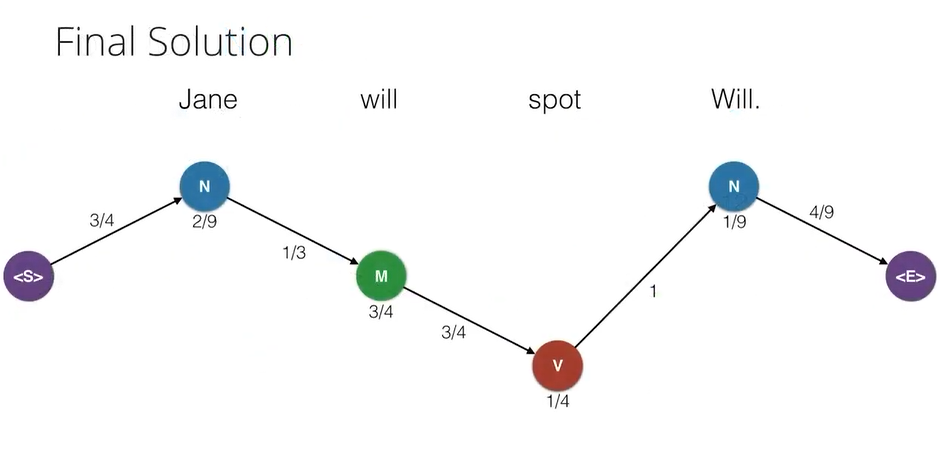 Final Solution
Jane will spot Will.
N N
3/4 2/9 1/9 4/9
1/3
<S> M <E>
3/4 1
3/4
V
1/4